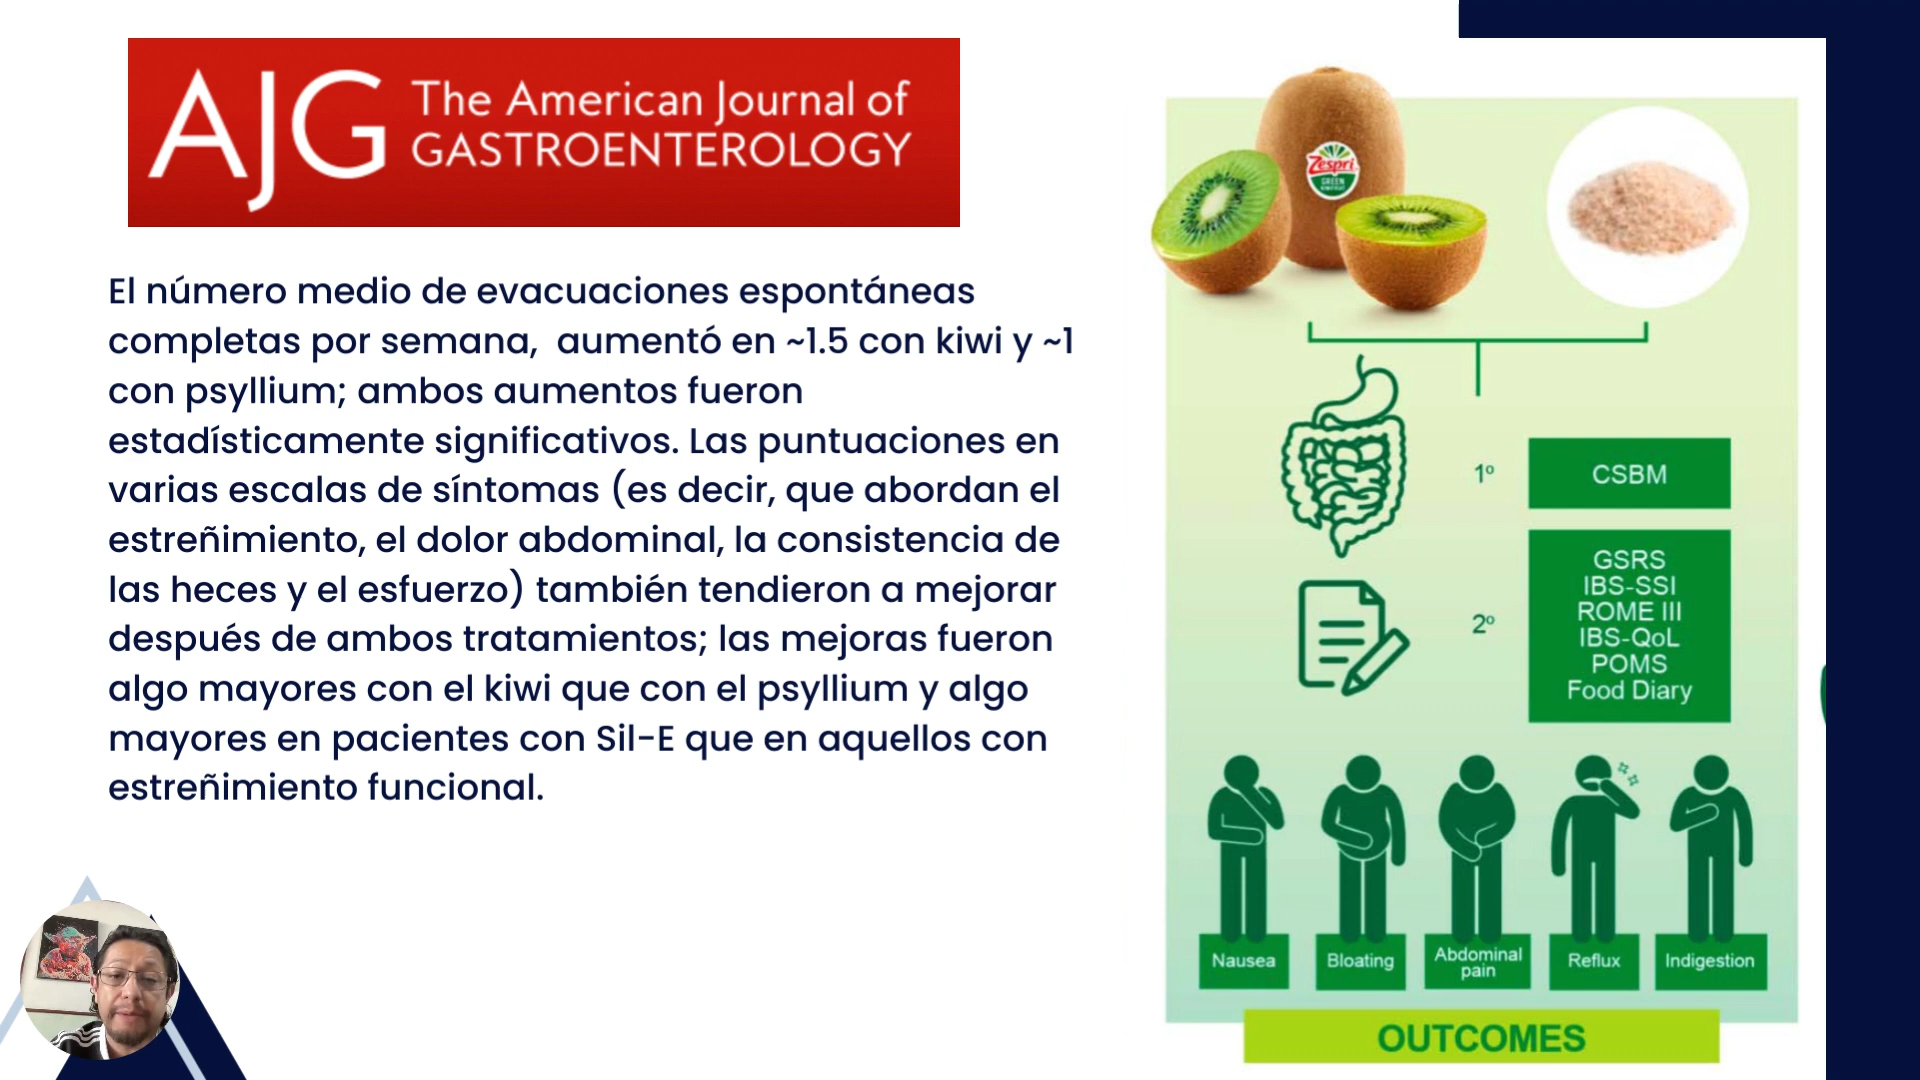 AJG The American Journal of
GASTROENTEROLOGY
El número medio de evacuaciones espontáneas
completas por semana,  aumentó en ~1.5 con kiwi y ~1
con psyllium; ambos aumentos fueron
estadísticamente significativos. Las puntuaciones en
varias escalas de síntomas (es decir, que abordan el
estreñimiento, el dolor abdominal, la consistencia de
las heces y el esfuerzo) también tendieron a mejorar
después de ambos tratamientos; las mejoras fueron
algo mayores con el kiwi que con el psyllium y algo
mayores en pacientes con Sil-E que en aquellos con
estreñimiento funcional.
Zespri
GREEN
KIWIFRUIT
1º
CSBM
2º
GSRS
IBS-SSI
ROME III
IBS-QoL
POMS
Food Diary
Nausea
Bloating
Abdominal
pain
Reflux
Indigestion
OUTCOMES